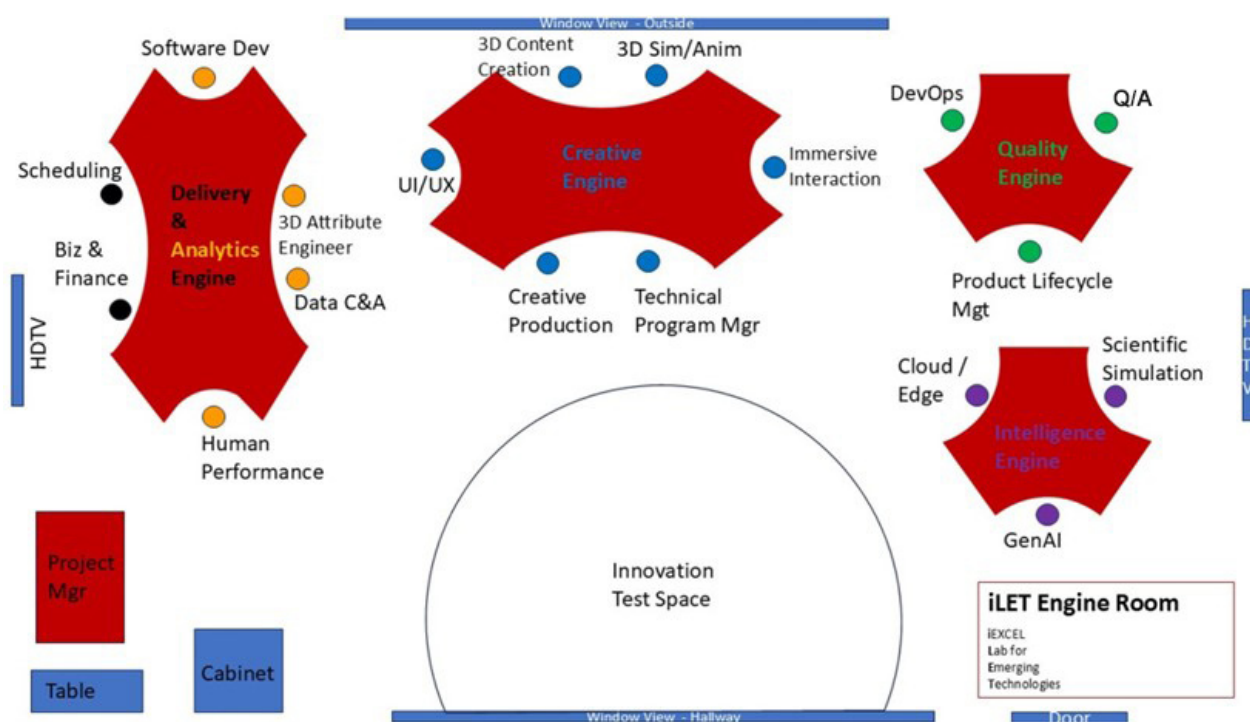 Window View - Outside
Software Dev
3D Content
Creation
3D Sim/Anim
DevOps
Q/A
Scheduling
Delivery
&
Analytics
Engine
3D Attribute
Engineer
Biz &
Finance
Data C&A
HDTV
Human
Performance
UI/UX
Creative
Engine
Immersive
Interaction
Creative
Production
Technical
Program Mgr
Quality
Engine
Product Lifecycle
Mgt
H
D
T
V
Cloud /
Edge
Scientific
Simulation
Intelligence
Engine
GenAI
Project
Mgr
Table
Cabinet
Innovation
Test Space
iLET Engine Room
iEXCEL
Lab for
Emerging
Technologies
Window View - Hallway
Door